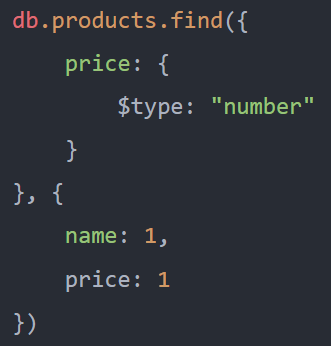 db.products.find({
    price: {
        $type: "number"
    }
}, {
    name: 1,
    price: 1
})